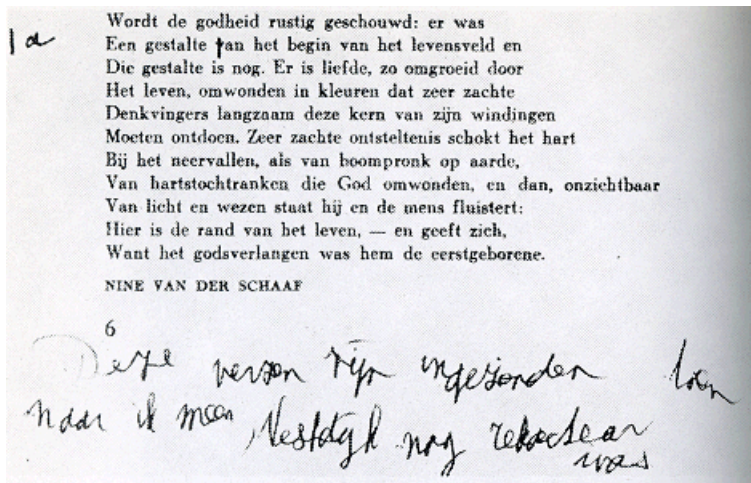 Wordt de godheid rustig geschouwd: er was
1a
Een gestalte aan het begin van het levensveld en
Die gestalte is nog. Er is liefde, zo omgroeid door
Het leven, omwonden in kleuren dat zeer zachte
Denkvingers langzaam deze kern van zijn windingen
Moeten ontdoen. Zeer zachte ontsteltenis schokt het hart
Bij het neervallen, als van boompronk op aarde,
Van hartstochtranken die God omwonden, en dan, onzichtbaar
Van licht en wezen staat hij en de mens fluistert:
Hier is de rand van het leven, — en geeft zich,
Want het godsverlangen was hem de eerstgeborene.
NINE VAN DER SCHAAF
6
Deze verzen zijn ingezonden toen
naar ik meen, Vestdijk nog redacteur
was